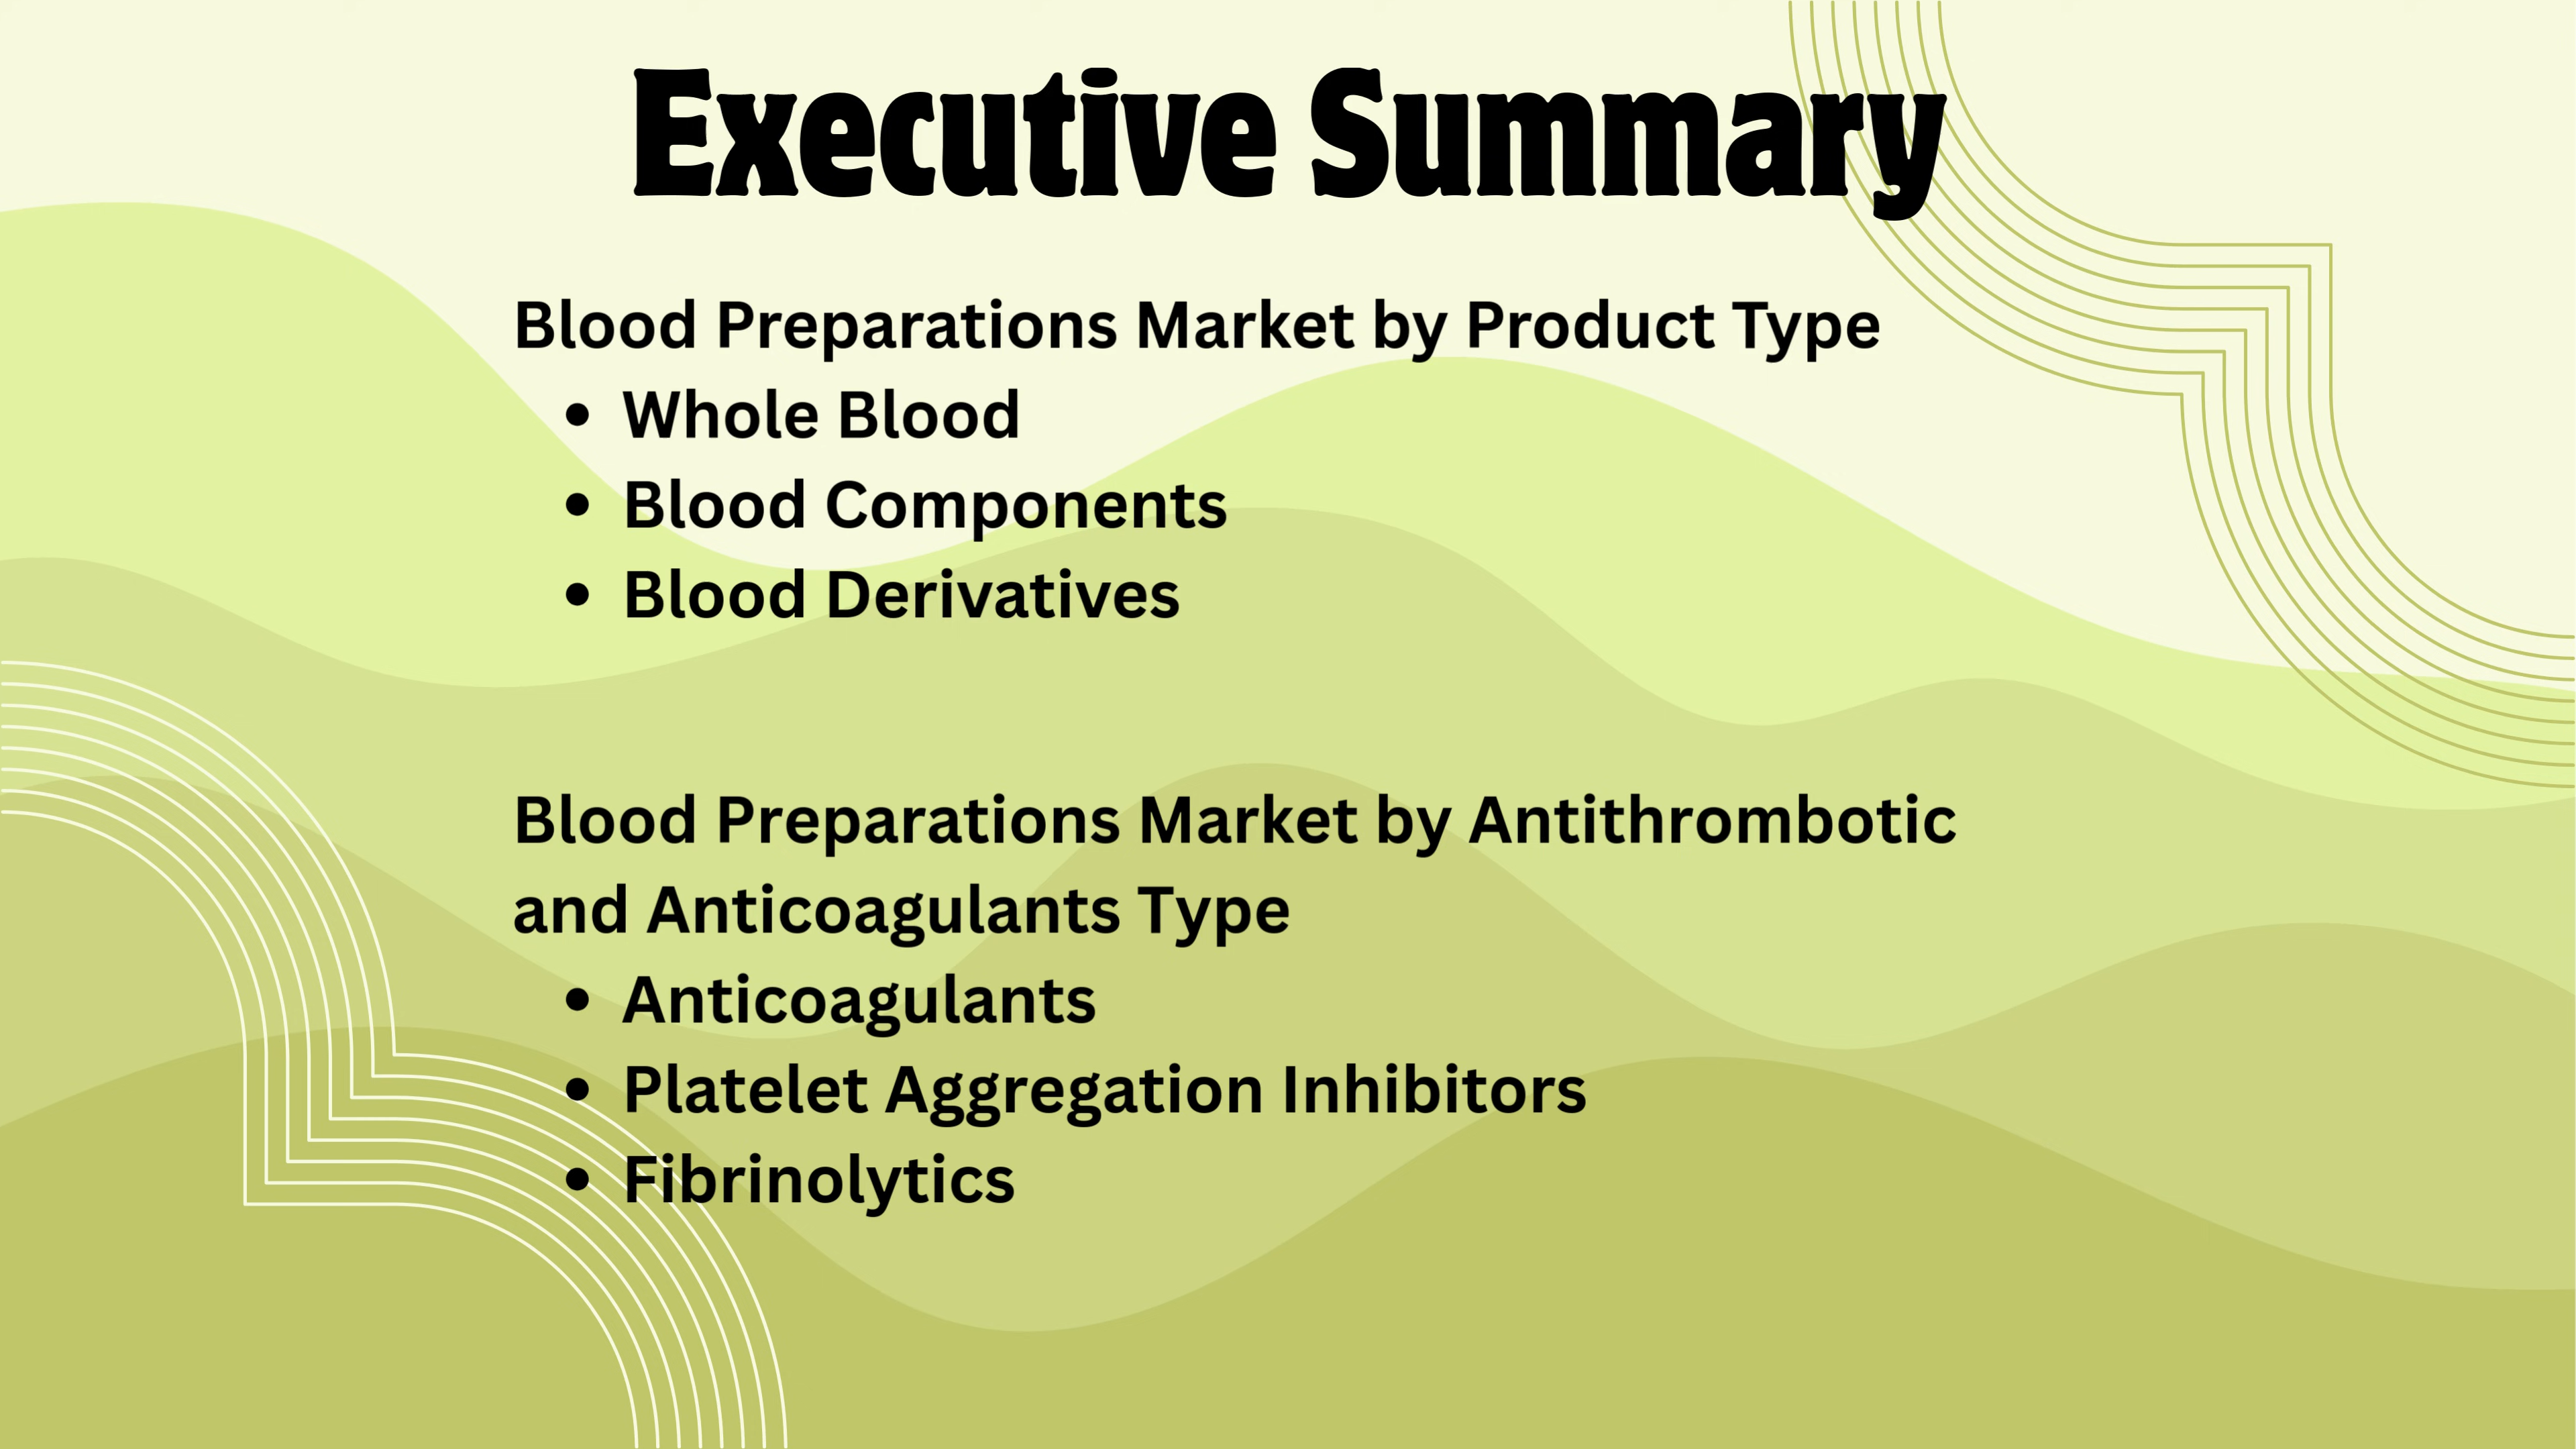 Executive Summary
Blood Preparations Market by Product Type
• Whole Blood
• Blood Components
• Blood Derivatives
Blood Preparations Market by Antithrombotic
and Anticoagulants Type
• Anticoagulants
• Platelet Aggregation Inhibitors
• Fibrinolytics